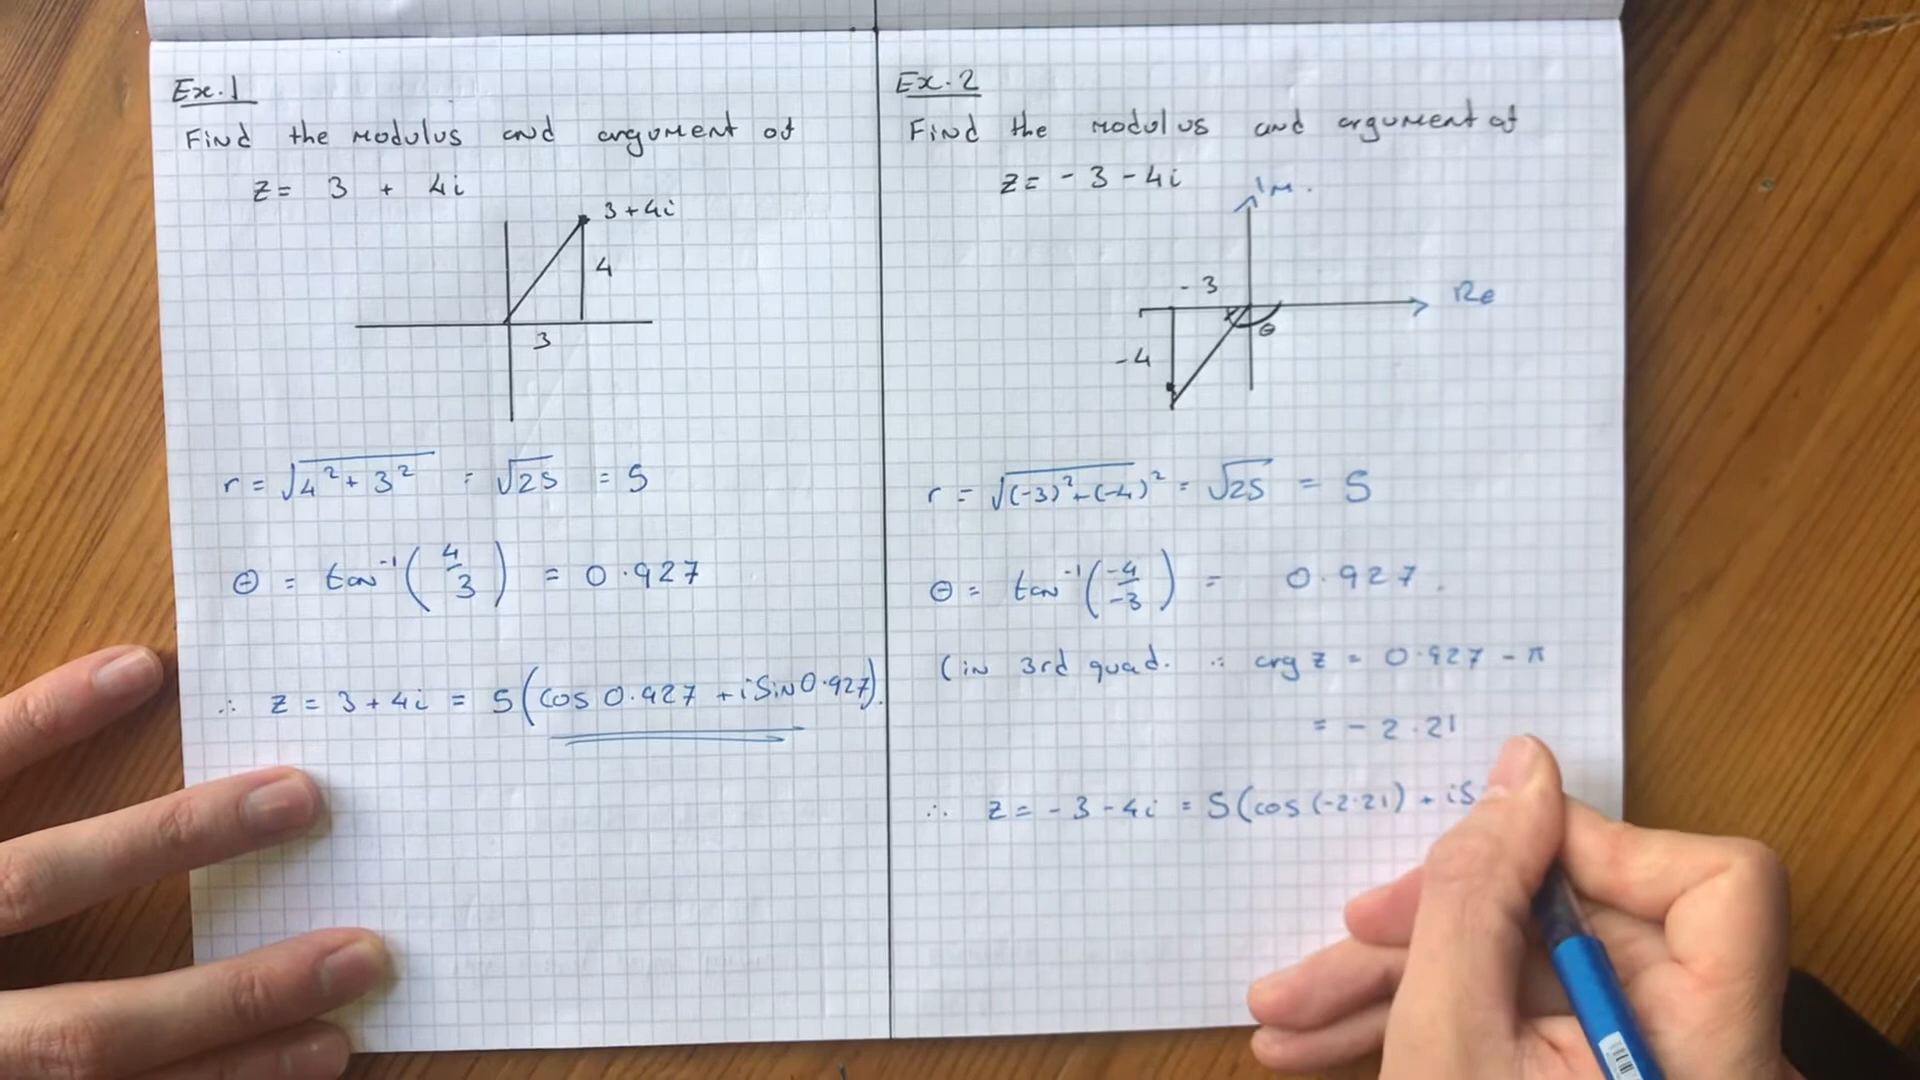 Ex.1
Find the modulus and argument of
z = 3 + 4i
3+4i
4
3
r = √(4² + 3²) = √25 = 5
θ = tan⁻¹(4/3) = 0.927
∴ z = 3+4i = 5(cos 0.927 + i sin 0.927).
Ex.2
Find the modulus and argument of
z = -3-4i
Im.
-3
Re
θ
-4
r = √(-3)²+(-4)² = √25 = 5
θ = tan⁻¹(-4/-3) = 0.927.
(in 3rd quad. ∴ arg z = 0.927 - π
= -2.21
∴ z = -3-4i = 5(cos(-2.21) + i